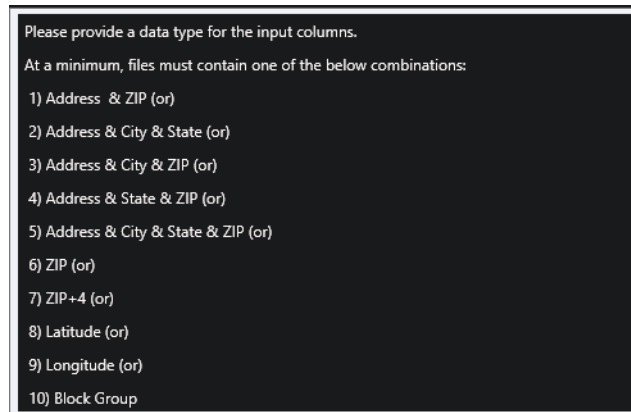 Please provide a data type for the input columns.
At a minimum, files must contain one of the below combinations:
1) Address & ZIP (or)
2) Address & City & State (or)
3) Address & City & ZIP (or)
4) Address & State & ZIP (or)
5) Address & City & State & ZIP (or)
6) ZIP (or)
7) ZIP+4 (or)
8) Latitude (or)
9) Longitude (or)
10) Block Group